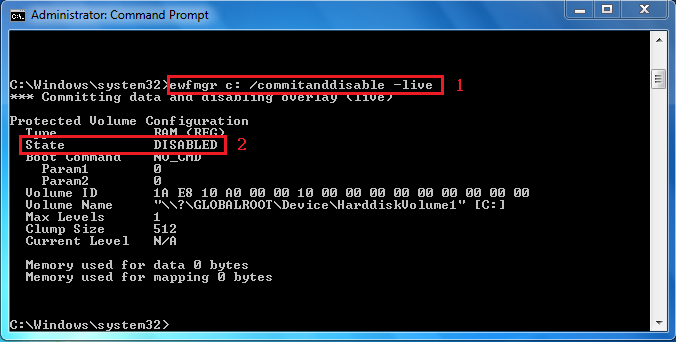 Administrator: Command Prompt
C:\Windows\system32>ewfmgr c: /commitanddisable -live 1
*** Committing data and disabling overlay (live)
Protected Volume Configuration
Type RAM (REG)
State DISABLED 2
Boot Command NO_CMD
Param1 0
Param2 0
Volume ID 1A E8 10 A0 00 00 10 00 00 00 00 00 00 00 00 00
Volume Name "\\?\GLOBALROOT\Device\HarddiskVolume1" [C:]
Max Levels 1
Clump Size 512
Current Level N/A
Memory used for data 0 bytes
Memory used for mapping 0 bytes
C:\Windows\system32>